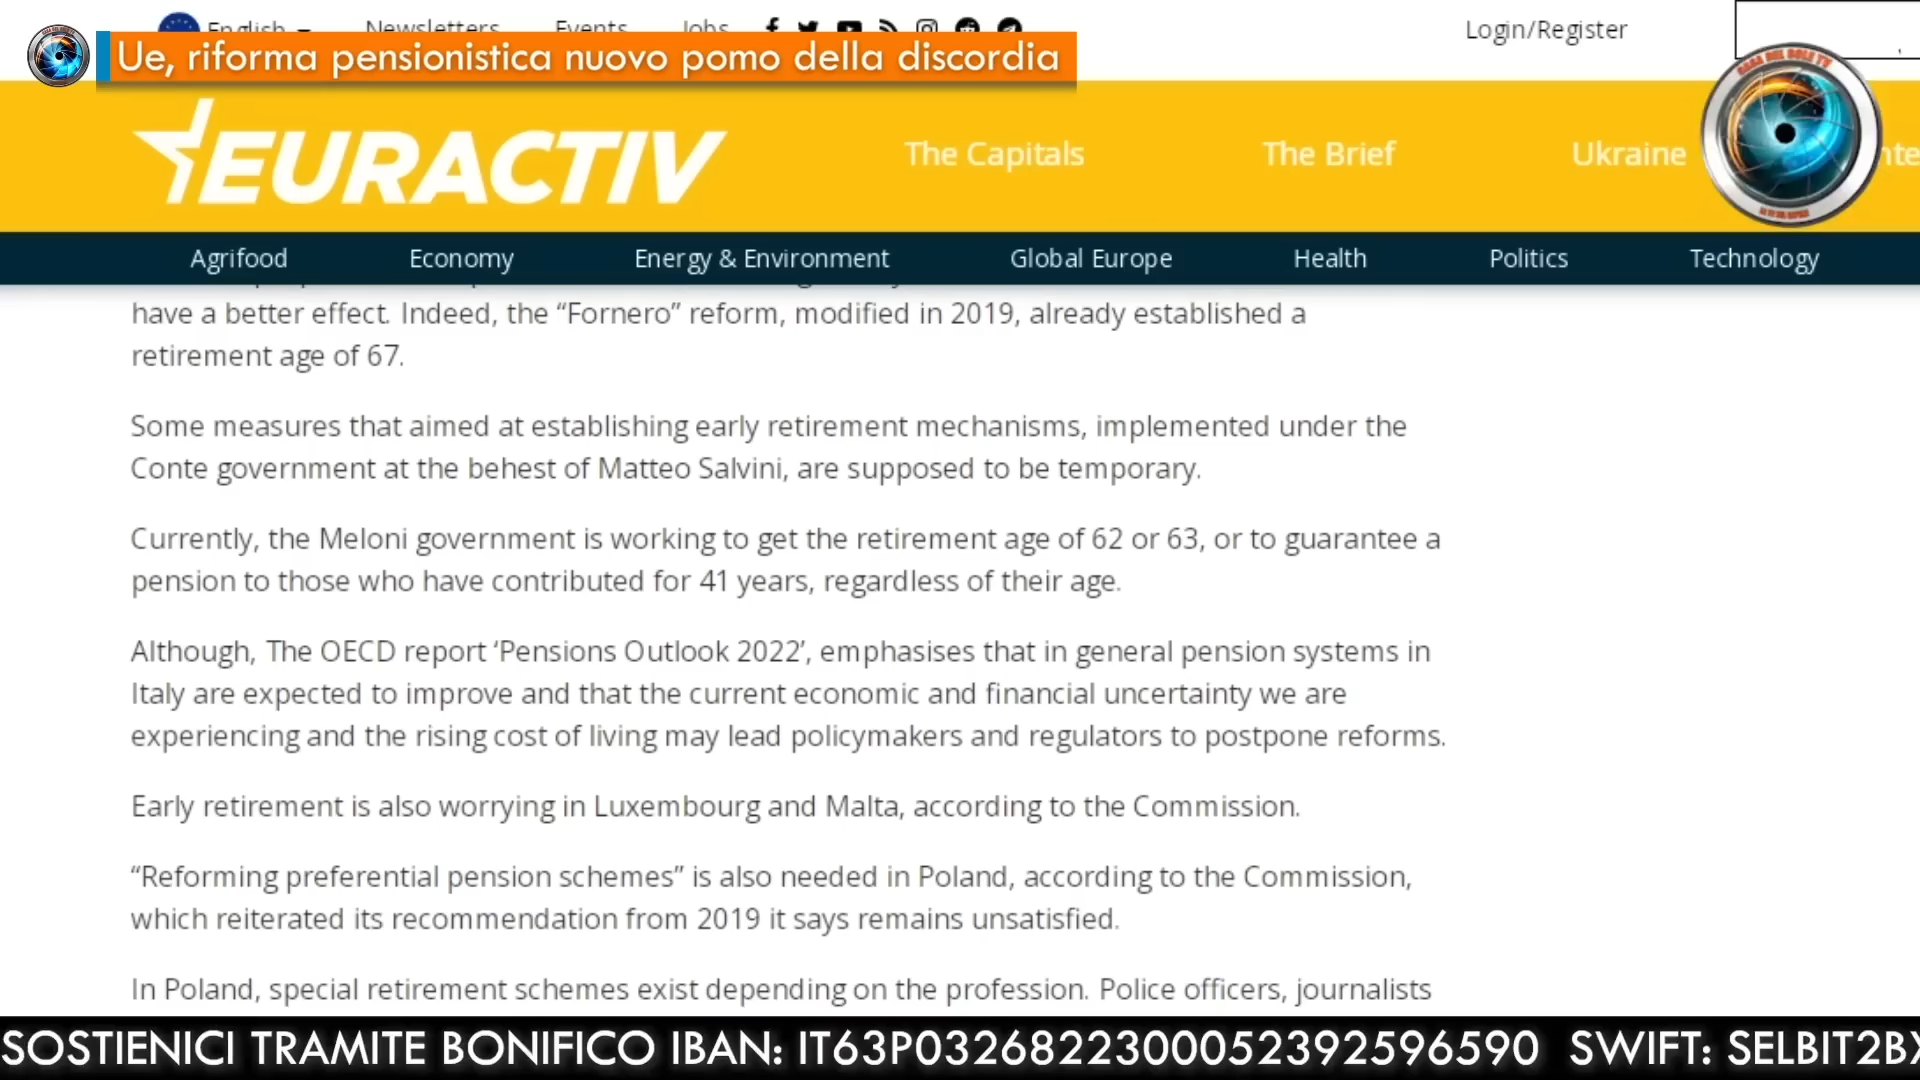 English Newsletters Events Jobs Login/Register
Ue, riforma pensionistica nuovo pomo della discordia
CASA DEL SOLE TV
EURACTIV
The Capitals The Brief Ukraine
Agrifood Economy Energy & Environment Global Europe Health Politics Technology
have a better effect. Indeed, the “Fornero” reform, modified in 2019, already established a
retirement age of 67.
Some measures that aimed at establishing early retirement mechanisms, implemented under the
Conte government at the behest of Matteo Salvini, are supposed to be temporary.
Currently, the Meloni government is working to get the retirement age of 62 or 63, or to guarantee a
pension to those who have contributed for 41 years, regardless of their age.
Although, The OECD report ‘Pensions Outlook 2022’, emphasises that in general pension systems in
Italy are expected to improve and that the current economic and financial uncertainty we are
experiencing and the rising cost of living may lead policymakers and regulators to postpone reforms.
Early retirement is also worrying in Luxembourg and Malta, according to the Commission.
“Reforming preferential pension schemes” is also needed in Poland, according to the Commission,
which reiterated its recommendation from 2019 it says remains unsatisfied.
In Poland, special retirement schemes exist depending on the profession. Police officers, journalists
SOSTIENICI TRAMITE BONIFICO IBAN: IT63P0326822300052392596590 SWIFT: SELBIT2BX